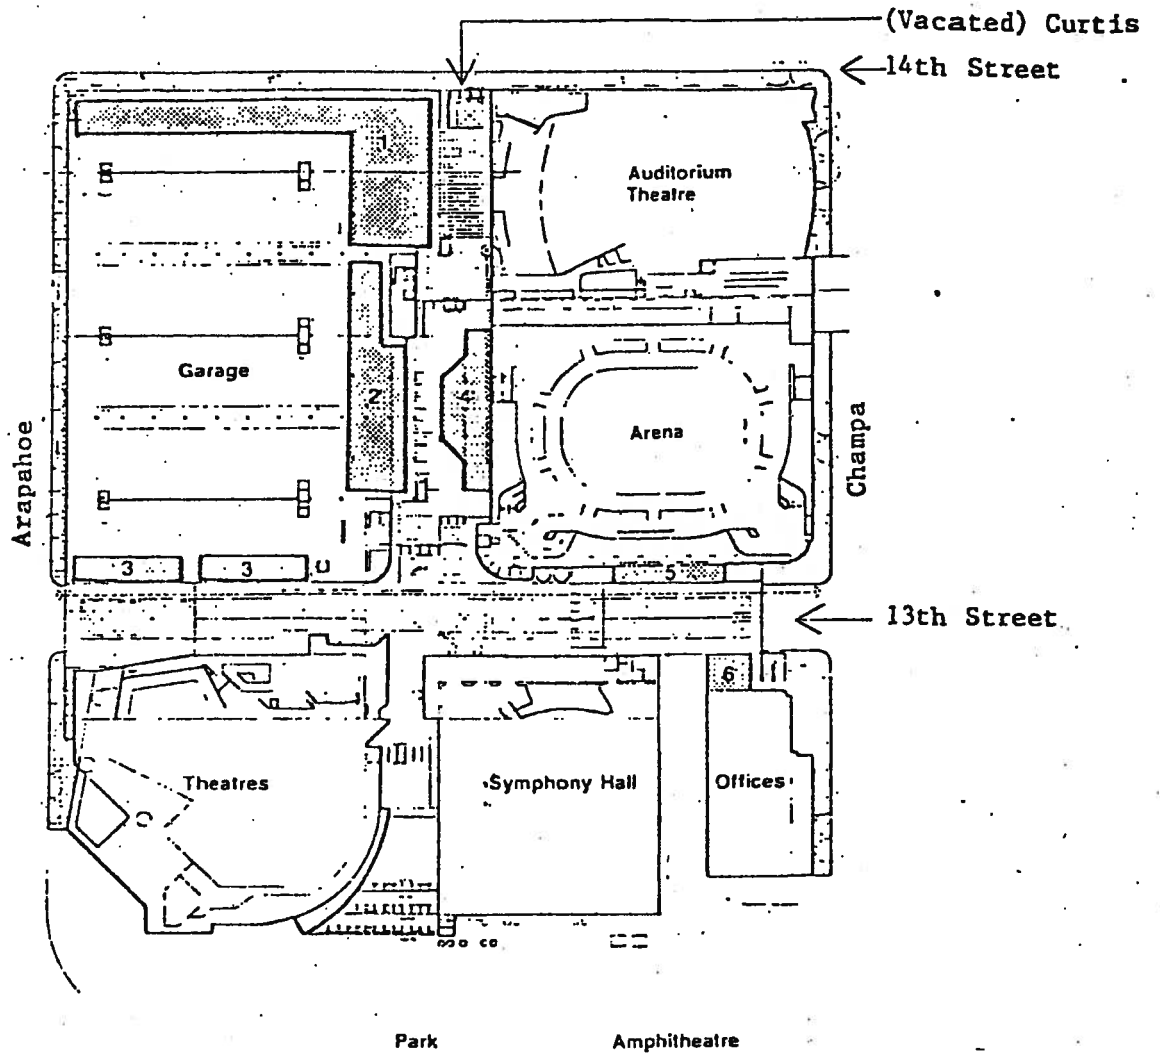 (Vacated) Curtis
14th Street
1
Auditorium
Theatre
Garage
2
4
Arena
Arapahoe
Champa
3
3
5
13th Street
6
Theatres
Symphony Hall
Offices
Park
Amphitheatre